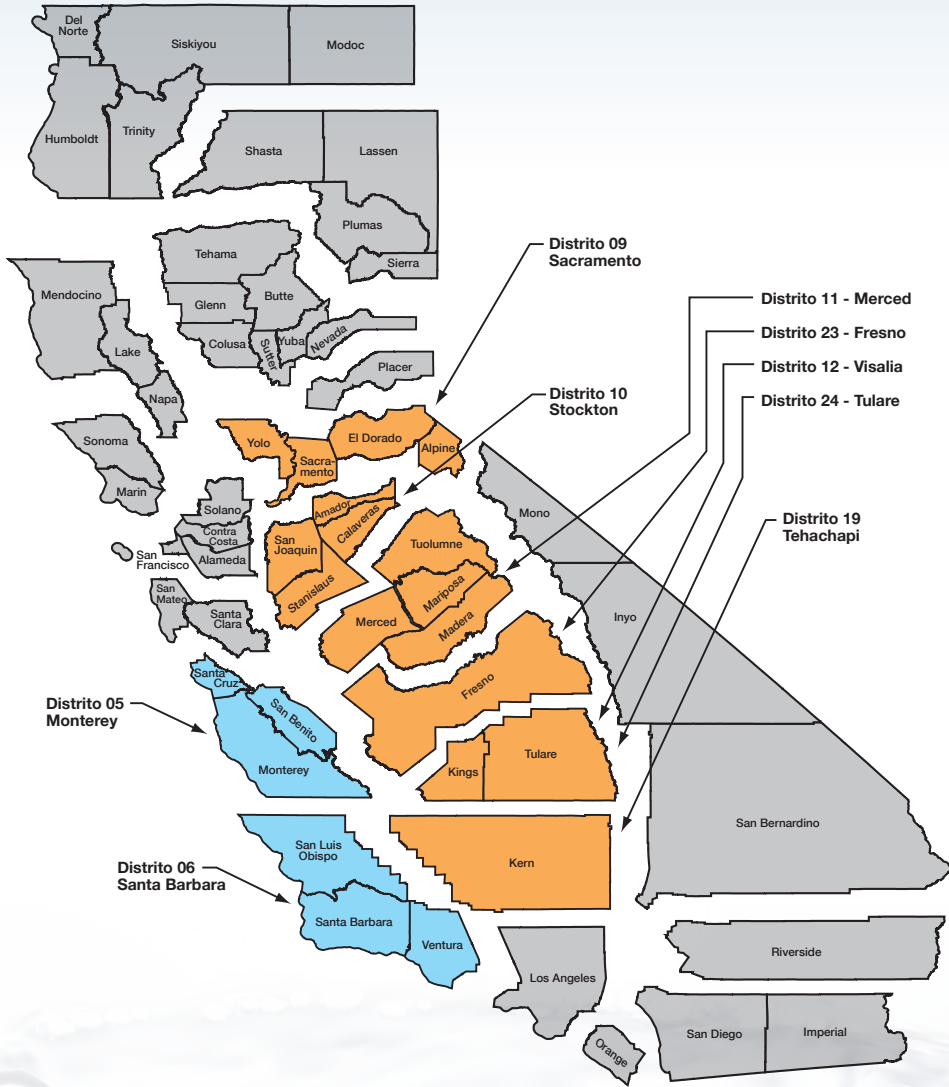 Del
Norte
Siskiyou
Modoc
Humboldt
Trinity
Shasta
Lassen
Plumas
Sierra
Tehama
Glenn
Butte
Colusa
Sutter
Yuba
Nevada
Placer
Mendocino
Lake
Napa
Sonoma
Marin
Distrito 09
Sacramento
Distrito 11 - Merced
Distrito 23 - Fresno
Distrito 12 - Visalia
Distrito 24 - Tulare
Distrito 10
Stockton
Yolo
Sacra-
mento
El Dorado
Alpine
Amador
Calaveras
San
Joaquin
Stanislaus
Solano
Contra
Costa
Alameda
San
Francisco
San
Mateo
Santa
Clara
Tuolumne
Mariposa
Merced
Madera
Mono
Inyo
Distrito 19
Tehachapi
Fresno
Kings
Tulare
Santa
Cruz
San Benito
Monterey
Distrito 05
Monterey
San Luis
Obispo
Kern
San Bernardino
Distrito 06
Santa Barbara
Santa Barbara
Ventura
Los Angeles
Riverside
Orange
San Diego
Imperial